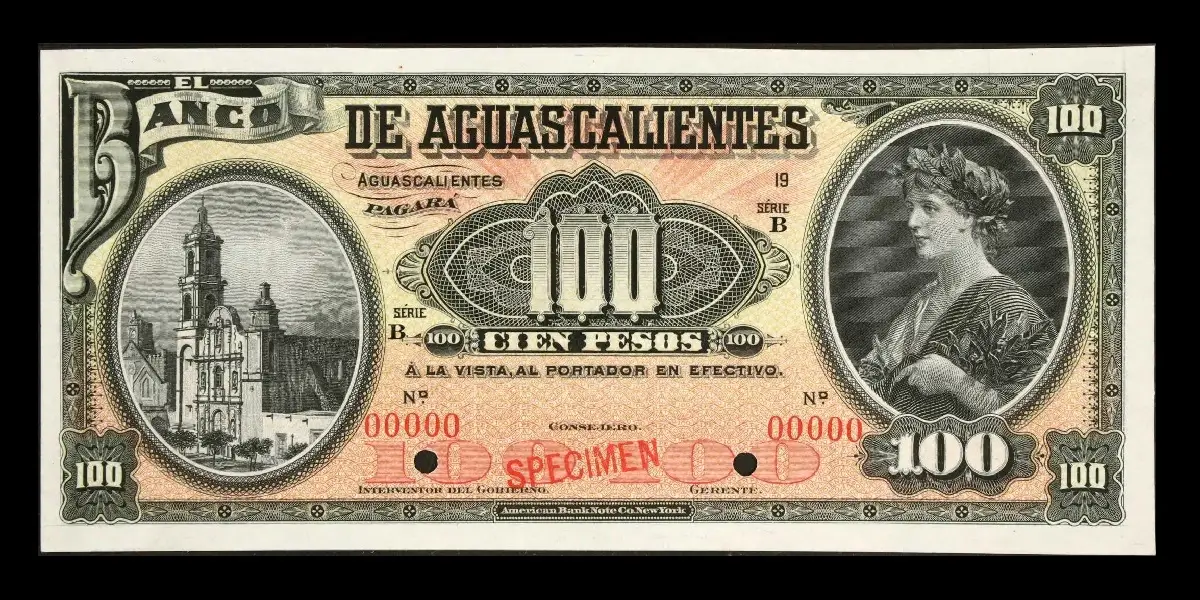 EL
BANCO
DE AGUASCALIENTES
100
AGUASCALIENTES
19
PAGARÁ
SÉRIE
B
100
SÉRIE
B
100 CIEN PESOS 100
Á LA VISTA, AL PORTADOR EN EFECTIVO.
Nº
Nº
00000
CONSEJERO.
00000
100
100
SPECIMEN
100
100
100
INTERVENTOR DEL GOBIERNO.
GERENTE.
American Bank Note Co. New York